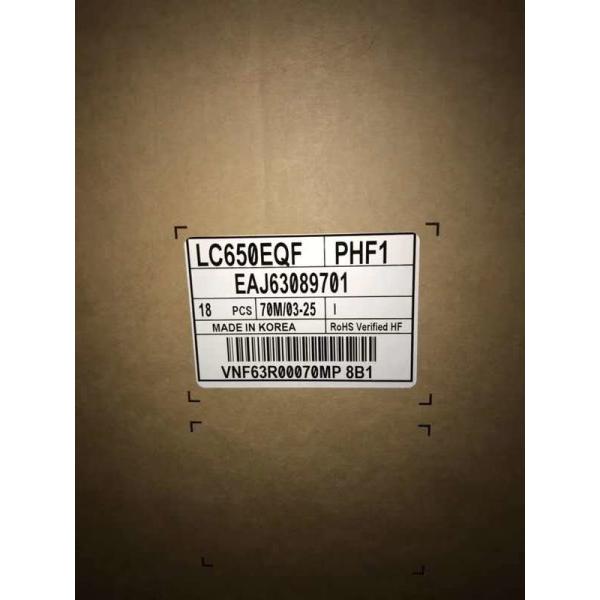 LC650EQF PHF1
EAJ63089701
18 PCS 70M/03-25 I
MADE IN KOREA RoHS Verified HF
VNF63R00070MP 8B1